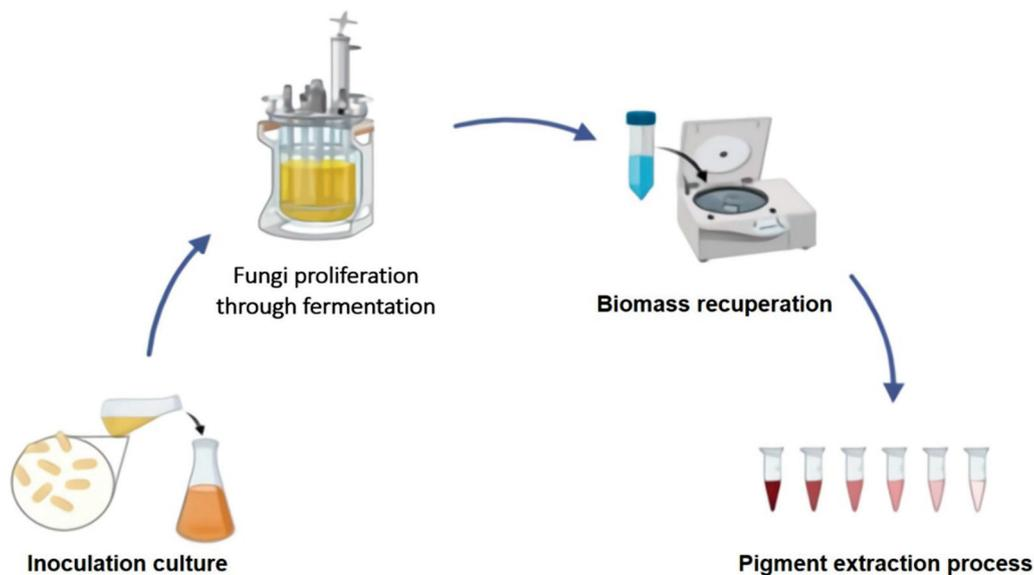 Fungi proliferation
through fermentation
Biomass recuperation
Inoculation culture
Pigment extraction process